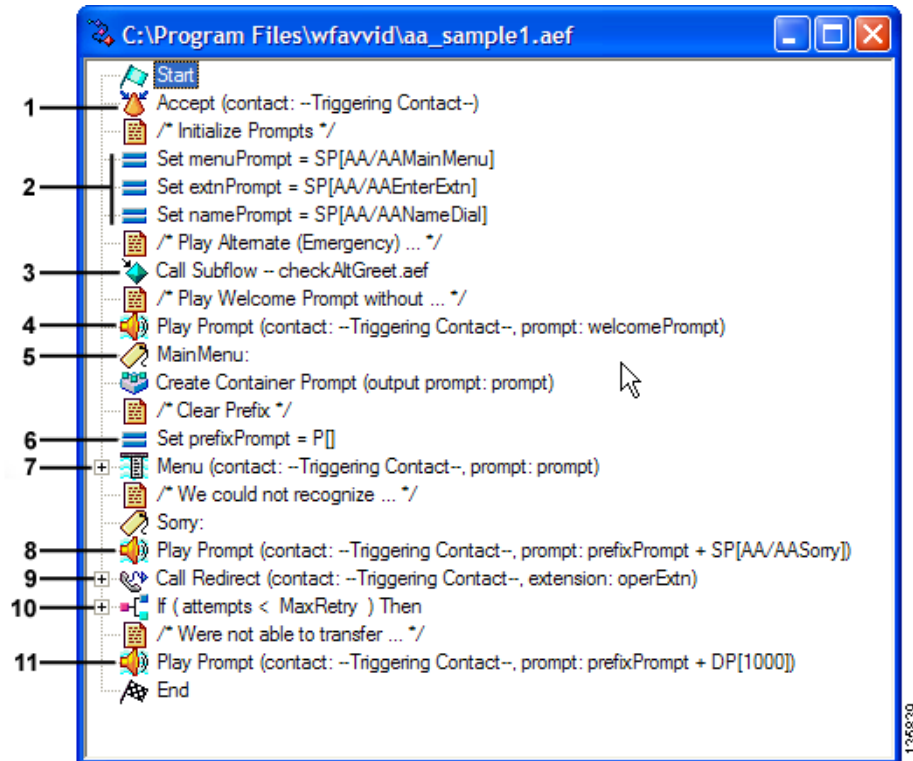 C:\Program Files\wfavvid\aa_sample1.aef
Start
1 Accept (contact: --Triggering Contact--)
/* Initialize Prompts */
Set menuPrompt = SP[AA/AAMainMenu]
2 Set extnPrompt = SP[AA/AAEnterExtn]
Set namePrompt = SP[AA/AANameDial]
/* Play Alternate (Emergency) ... */
3 Call Subflow -- checkAltGreet.aef
/* Play Welcome Prompt without ... */
4 Play Prompt (contact: --Triggering Contact--, prompt: welcomePrompt)
5 MainMenu:
Create Container Prompt (output prompt: prompt)
/* Clear Prefix */
6 Set prefixPrompt = P[]
7 Menu (contact: --Triggering Contact--, prompt: prompt)
/* We could not recognize ... */
Sorry:
8 Play Prompt (contact: --Triggering Contact--, prompt: prefixPrompt + SP[AA/AASorry])
9 Call Redirect (contact: --Triggering Contact--, extension: operExtn)
10 If ( attempts < MaxRetry ) Then
/* Were not able to transfer ... */
11 Play Prompt (contact: --Triggering Contact--, prompt: prefixPrompt + DP[1000])
End
135839